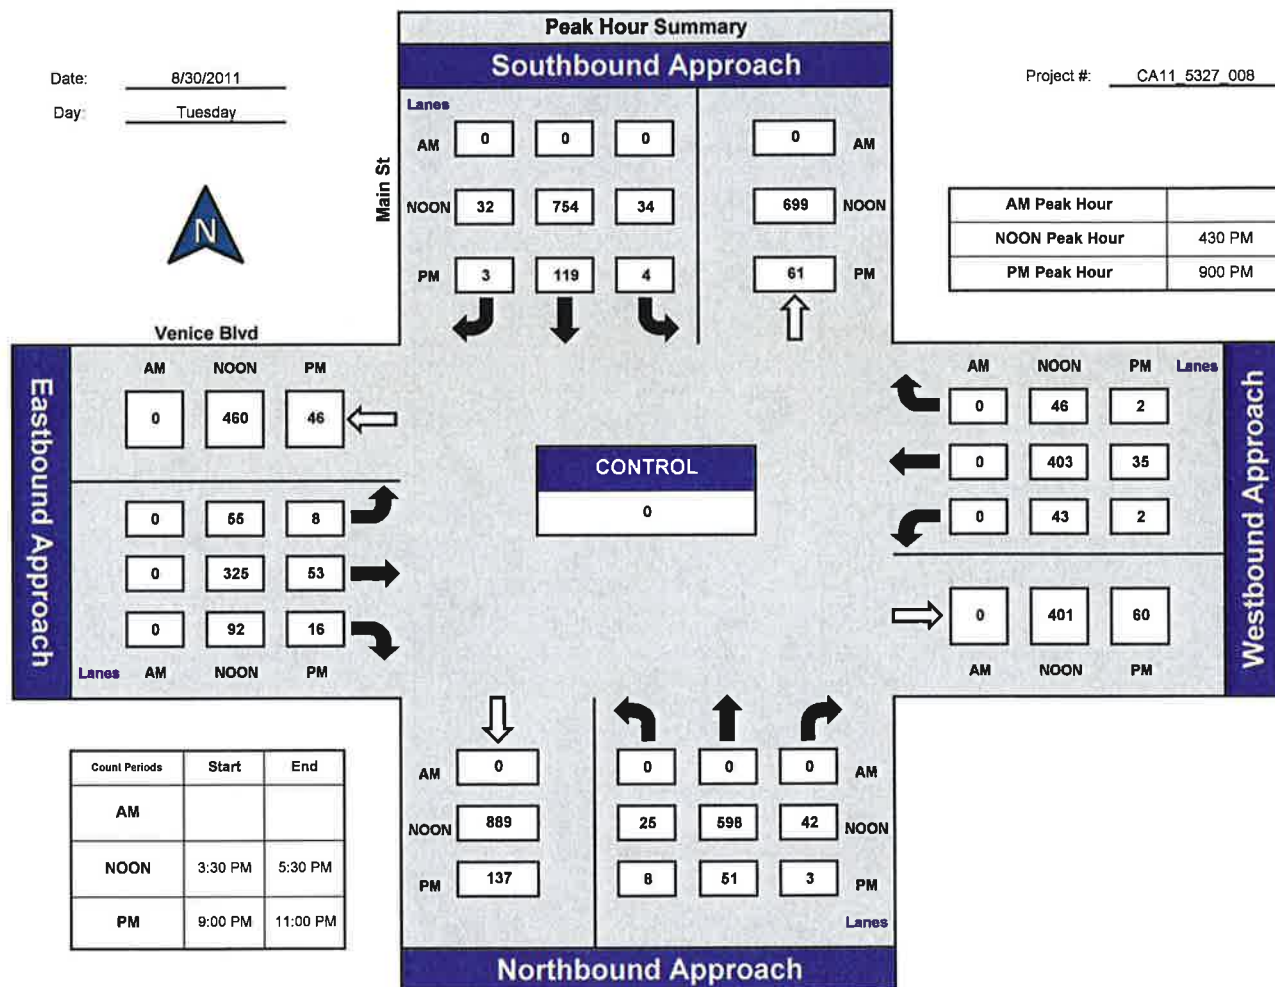 Peak Hour Summary
Southbound Approach
Date: 8/30/2011
Project #: CA11_5327_008
Day: Tuesday
Lanes
AM 0 0 0 0 AM
Main St
N
NOON 32 754 34 699 NOON
AM Peak Hour
NOON Peak Hour 430 PM
PM Peak Hour 900 PM
PM 3 119 4 61 PM
Venice Blvd
Eastbound Approach
AM NOON PM
0 460 46
0 55 8
0 325 53
0 92 16
Lanes AM NOON PM
CONTROL
0
AM NOON PM Lanes
0 46 2
0 403 35
0 43 2
0 401 60
AM NOON PM
Westbound Approach
Count Periods Start End
AM
NOON 3:30 PM 5:30 PM
PM 9:00 PM 11:00 PM
AM 0 0 0 0 AM
NOON 889 25 598 42 NOON
PM 137 8 51 3 PM
Lanes
Northbound Approach